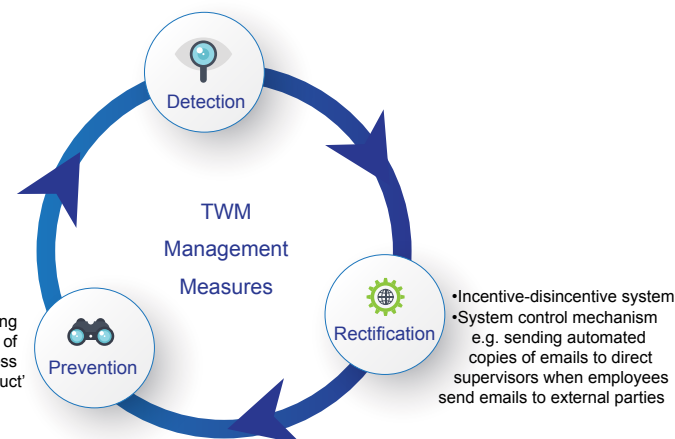 Detection
TWM
Management
Measures
•Incentive-disincentive system
•System control mechanism
e.g. sending automated
copies of emails to direct
supervisors when employees
send emails to external parties
Rectification
of
Prevention